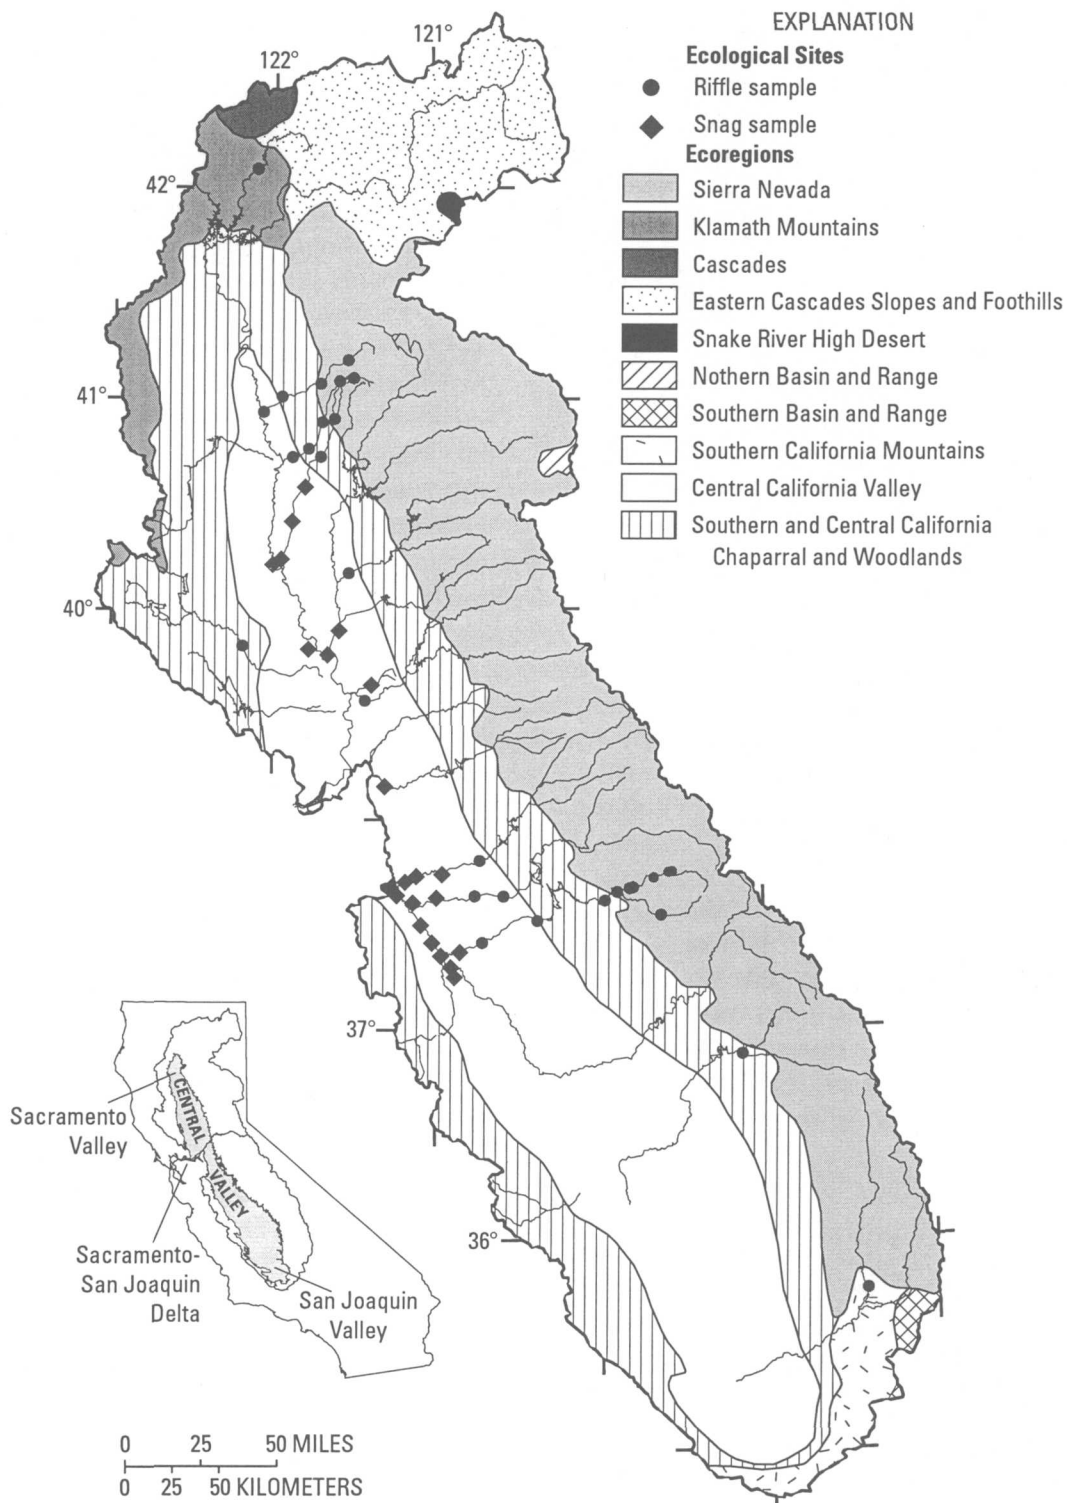 EXPLANATION
Ecological Sites
Riffle sample
Snag sample
Ecoregions
Sierra Nevada
Klamath Mountains
Cascades
Eastern Cascades Slopes and Foothills
Snake River High Desert
Nothern Basin and Range
Southern Basin and Range
Southern California Mountains
Central California Valley
Southern and Central California
Chaparral and Woodlands
121°
122°
42°
41°
40°
37°
36°
CENTRAL
VALLEY
Sacramento
Valley
Sacramento-
San Joaquin
Delta
San Joaquin
Valley
0 25 50 MILES
0 25 50 KILOMETERS